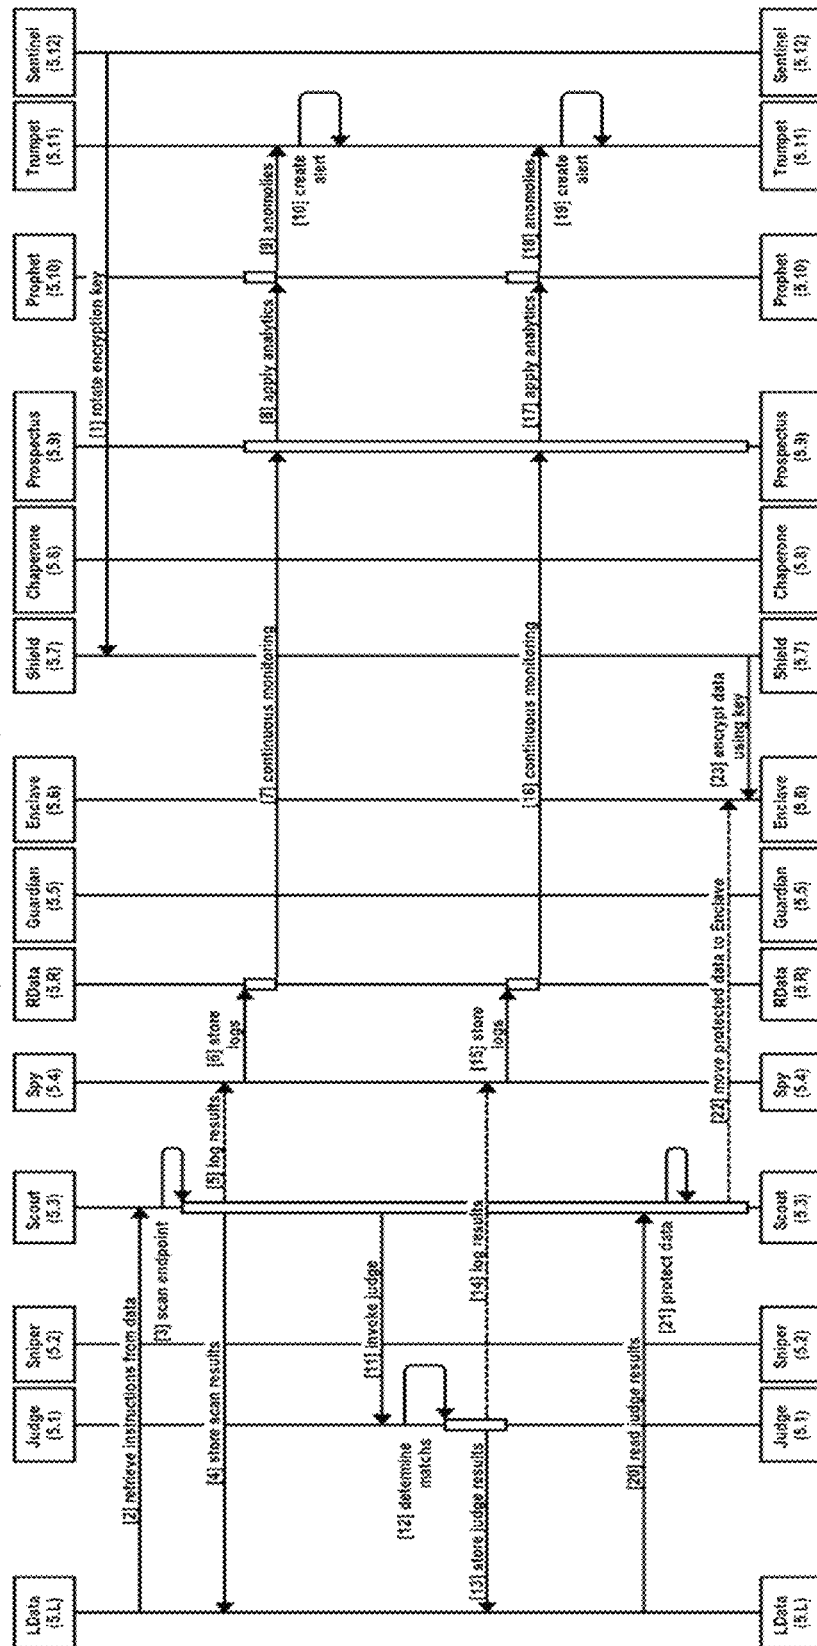 LData
(5.L)
Judge
(5.1)
Sniper
(5.2)
Scout
(5.3)
Spy
(5.4)
RData
(5.R)
Guardian
(5.5)
Enclave
(5.6)
Shield
(5.7)
Chaperone
(5.8)
Prospectus
(5.9)
Prophet
(5.10)
Trumpet
(5.11)
Sentinel
(5.12)
[1] rotate encryption key
[2] retrieve instructions from data
[3] scan endpoint
[4] store scan results
[5] log results
[6] store
logs
[7] continuous monitoring
[8] apply analytics
[9] anomolies
[10] create
alert
[11] invoke judge
[12] determine
matchs
[13] store judge results
[14] log results
[15] store
logs
[16] continuous monitoring
[17] apply analytics
[18] anomolies
[19] create
alert
[20] read judge results
[21] protect data
[22] move protected data to Enclave
[23] encrypt data
using key
LData
(5.L)
Judge
(5.1)
Sniper
(5.2)
Scout
(5.3)
Spy
(5.4)
RData
(5.R)
Guardian
(5.5)
Enclave
(5.6)
Shield
(5.7)
Chaperone
(5.8)
Prospectus
(5.9)
Prophet
(5.10)
Trumpet
(5.11)
Sentinel
(5.12)